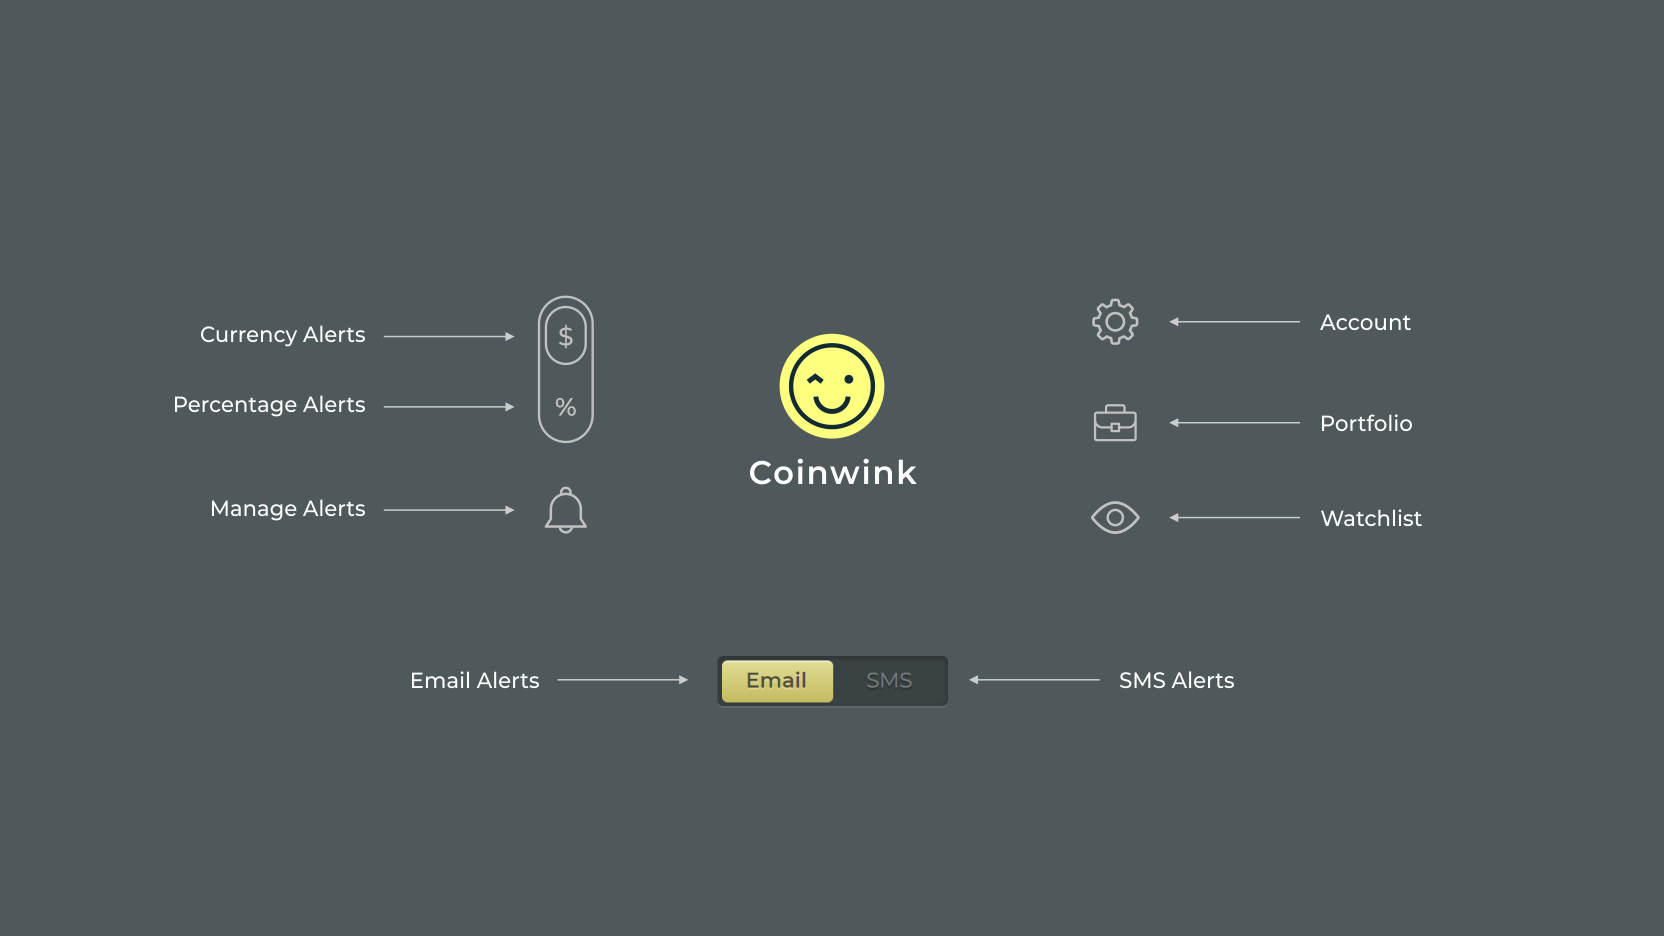 Currency Alerts
$
Percentage Alerts
%
Manage Alerts
Coinwink
Account
Portfolio
Watchlist
Email Alerts
Email
SMS
SMS Alerts